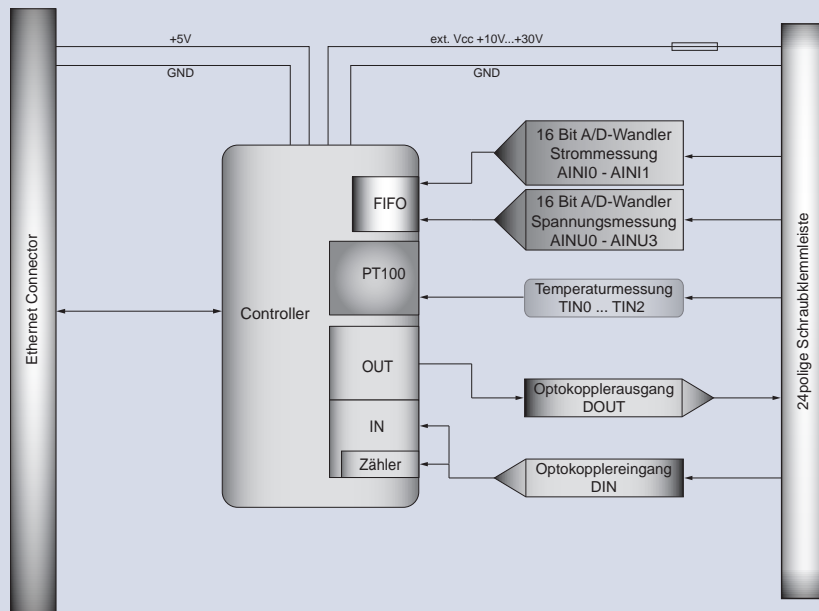 +5V
ext. Vcc +10V...+30V
GND
GND
16 Bit A/D-Wandler
Strommessung
AINI0 - AINI1
FIFO
16 Bit A/D-Wandler
Spannungsmessung
AINU0 - AINU3
PT100
Temperaturmessung
TIN0 ... TIN2
Ethernet Connector
Controller
24polige Schraubklemmleiste
OUT
Optokopplerausgang
DOUT
IN
Zähler
Optokopplereingang
DIN